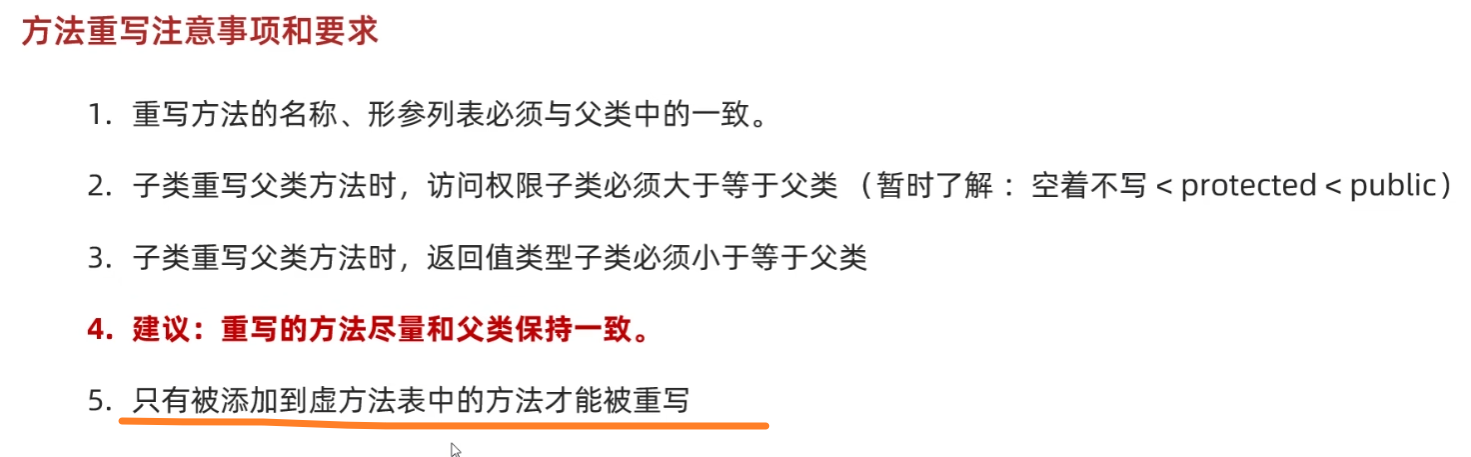 方法重写注意事项和要求
1. 重写方法的名称、形参列表必须与父类中的一致。
2. 子类重写父类方法时，访问权限子类必须大于等于父类（暂时了解：空着不写 < protected < public）
3. 子类重写父类方法时，返回值类型子类必须小于等于父类
4. 建议：重写的方法尽量和父类保持一致。
5. 只有被添加到虚方法表中的方法才能被重写